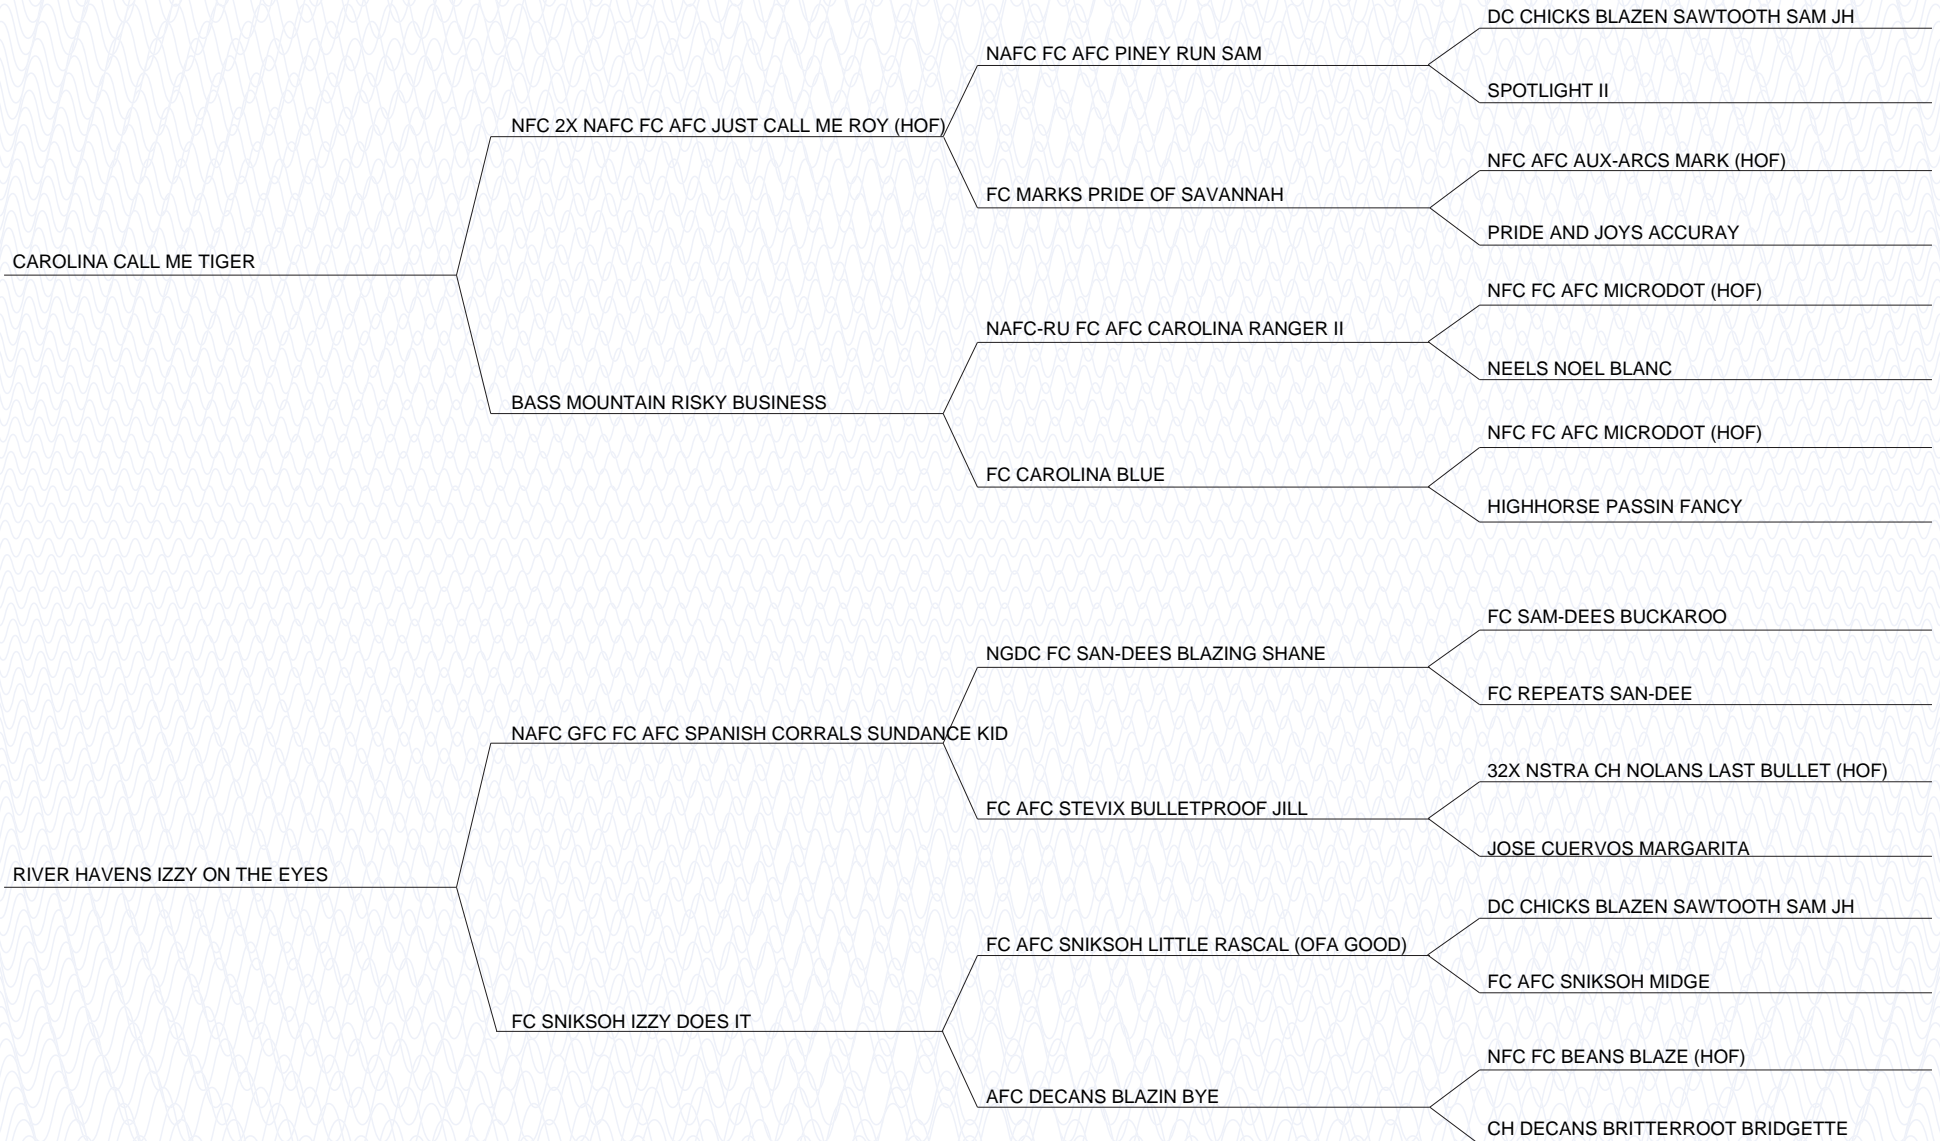 DC CHICKS BLAZEN SAWTOOTH SAM JH
NAFC FC AFC PINEY RUN SAM
SPOTLIGHT II
NFC 2X NAFC FC AFC JUST CALL ME ROY (HOF)
NFC AFC AUX-ARCS MARK (HOF)
FC MARKS PRIDE OF SAVANNAH
PRIDE AND JOYS ACCURAY
CAROLINA CALL ME TIGER
NFC FC AFC MICRODOT (HOF)
NAFC-RU FC AFC CAROLINA RANGER II
NEELS NOEL BLANC
BASS MOUNTAIN RISKY BUSINESS
NFC FC AFC MICRODOT (HOF)
FC CAROLINA BLUE
HIGHHORSE PASSIN FANCY
FC SAM-DEES BUCKAROO
NGDC FC SAN-DEES BLAZING SHANE
FC REPEATS SAN-DEE
NAFC GFC FC AFC SPANISH CORRALS SUNDANCE KID
32X NSTRA CH NOLANS LAST BULLET (HOF)
FC AFC STEVIX BULLETPROOF JILL
JOSE CUERVOS MARGARITA
RIVER HAVENS IZZY ON THE EYES
DC CHICKS BLAZEN SAWTOOTH SAM JH
FC AFC SNIKSOH LITTLE RASCAL (OFA GOOD)
FC AFC SNIKSOH MIDGE
FC SNIKSOH IZZY DOES IT
NFC FC BEANS BLAZE (HOF)
AFC DECANS BLAZIN BYE
CH DECANS BRITTERROOT BRIDGETTE